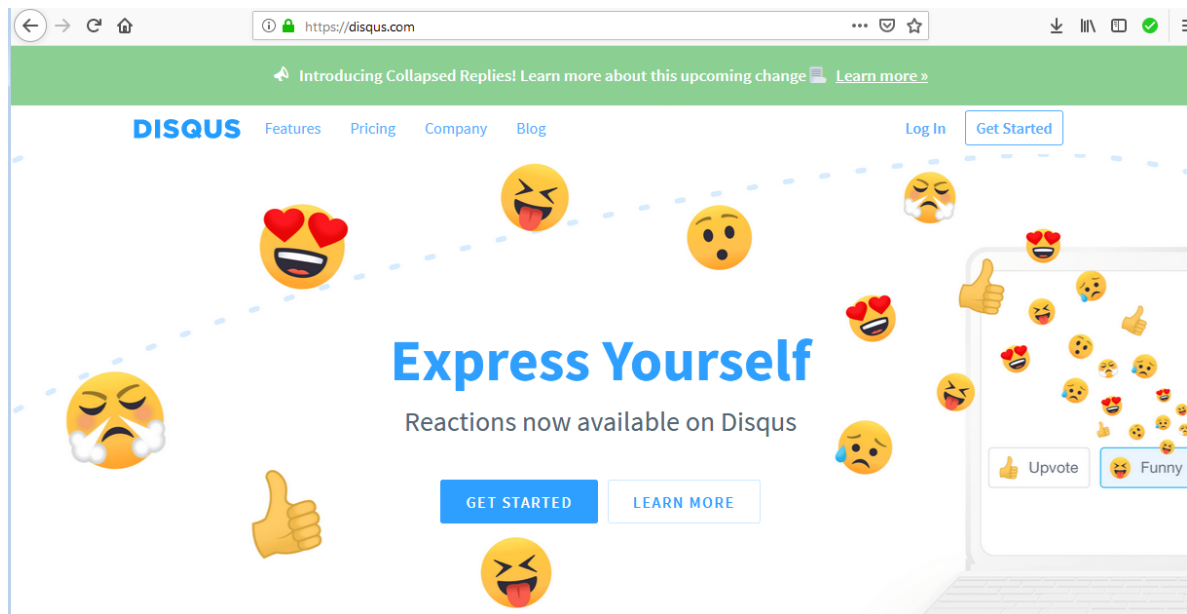 https://disqus.com
Introducing Collapsed Replies! Learn more about this upcoming change Learn more »
DISQUS Features Pricing Company Blog Log In Get Started
Express Yourself
Reactions now available on Disqus
GET STARTED LEARN MORE
Upvote Funny